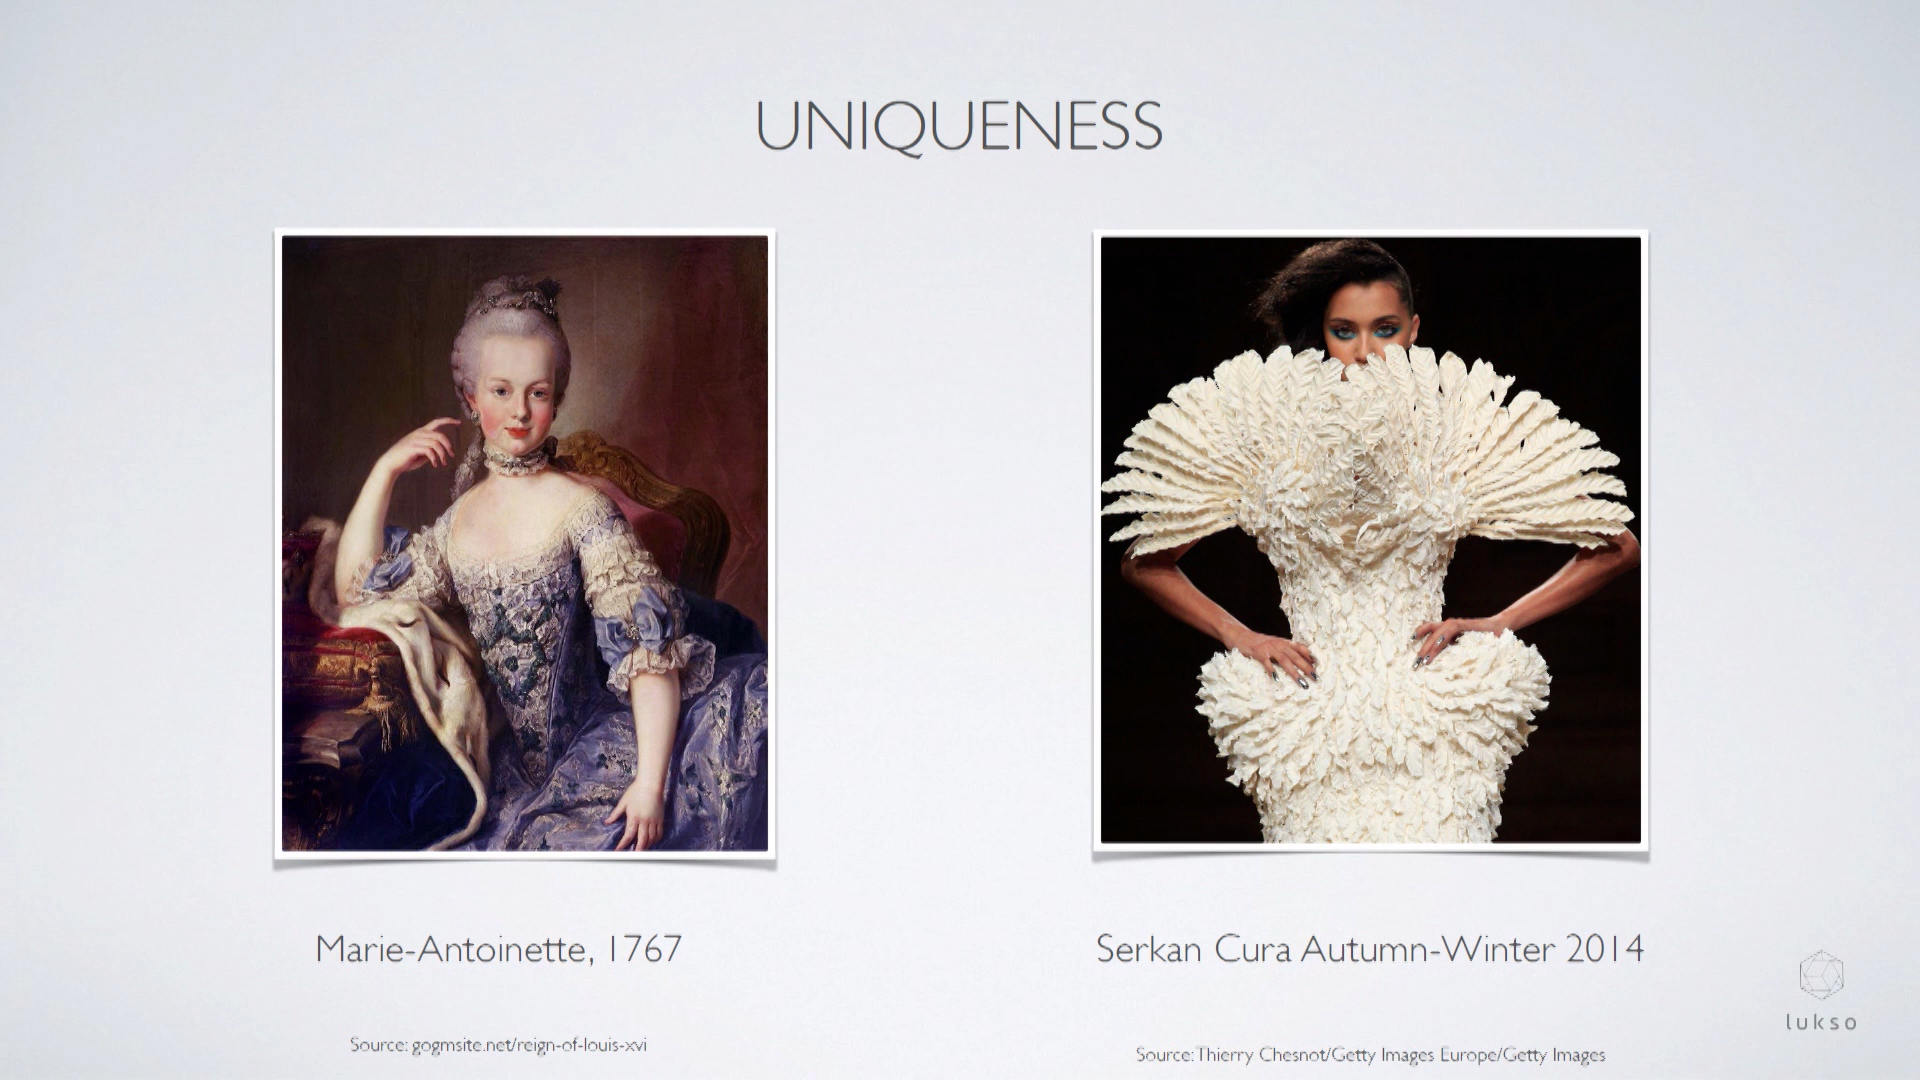 UNIQUENESS
Marie-Antoinette, 1767
Serkan Cura Autumn-Winter 2014
Source: gogmsite.net/reign-of-louis-xvi
Source: Thierry Chesnot/Getty Images Europe/Getty Images
lukso